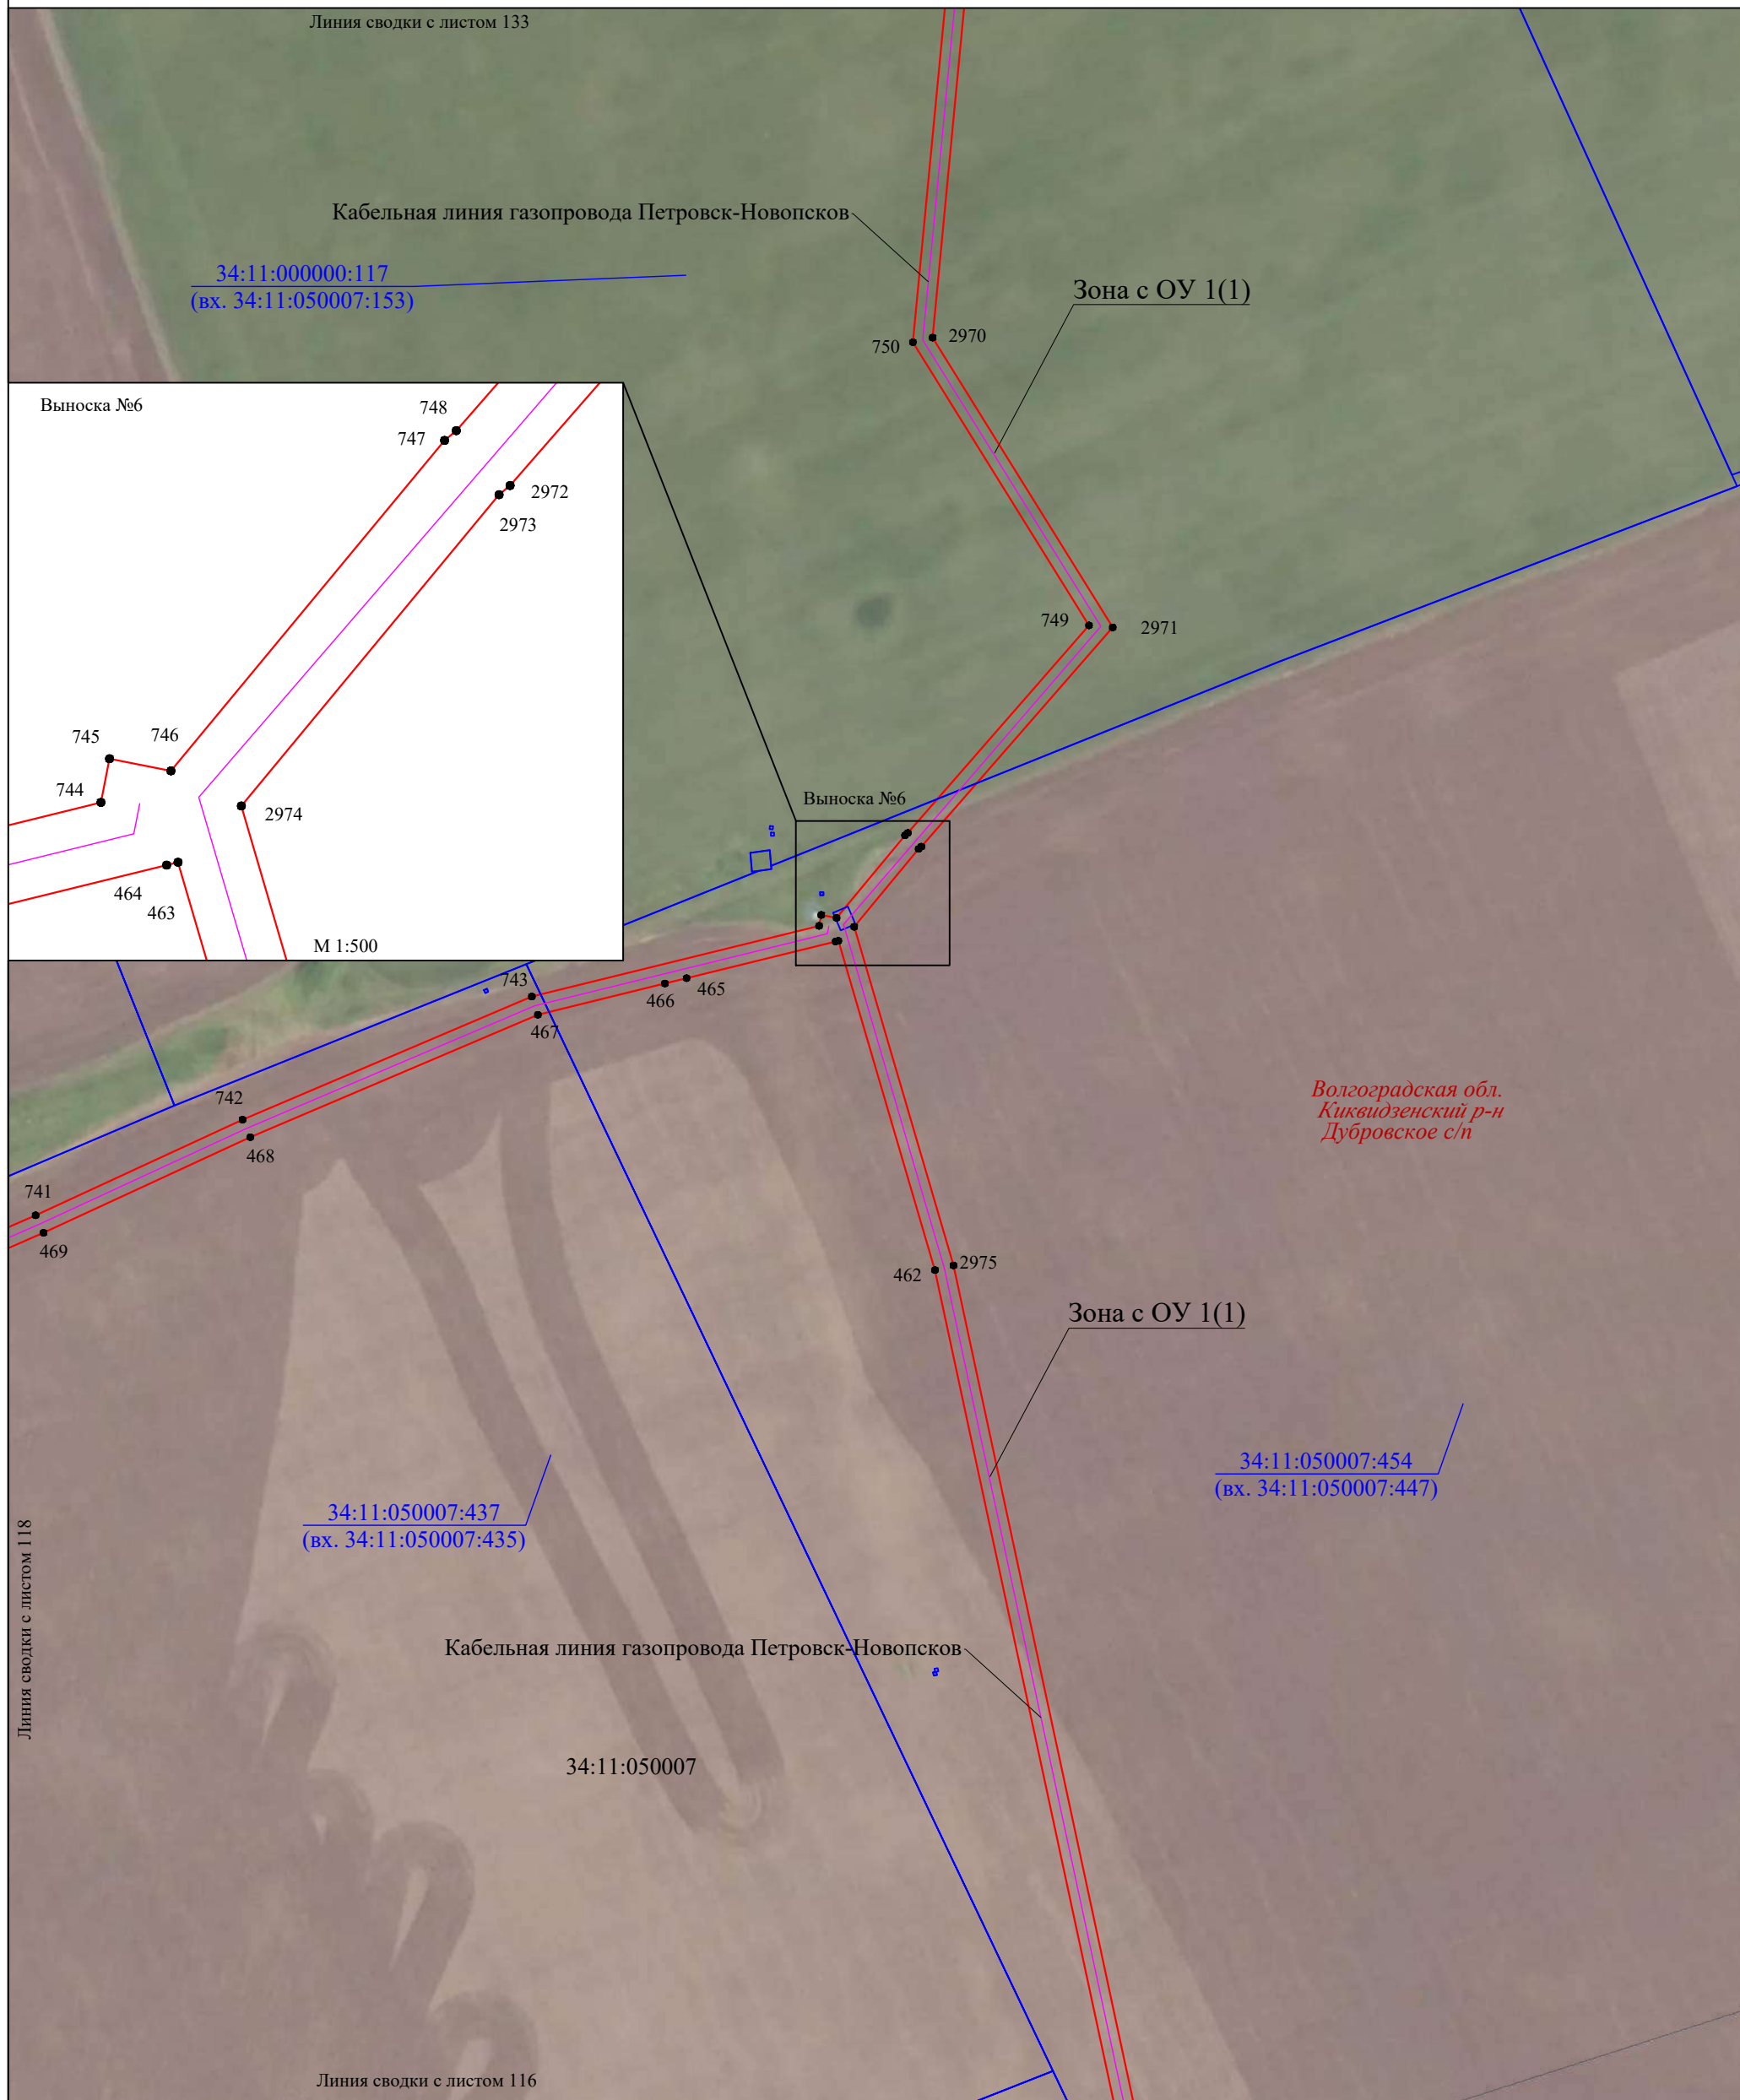 Линия сводки с листом 133
Кабельная линия газопровода Петровск-Новопсков
34:11:000000:117
(вх. 34:11:050007:153)
Зона с ОУ 1(1)
750
2970
Выноска №6
748
747
2972
2973
745
746
744
2974
464
463
М 1:500
749
2971
Выноска №6
743
465
466
467
742
468
741
469
Волгоградская обл.
Киквидзенский р-н
Дубровское с/п
462
2975
Зона с ОУ 1(1)
34:11:050007:454
(вх. 34:11:050007:447)
34:11:050007:437
(вх. 34:11:050007:435)
Линия сводки с листом 118
Кабельная линия газопровода Петровск-Новопсков
34:11:050007
Линия сводки с листом 116